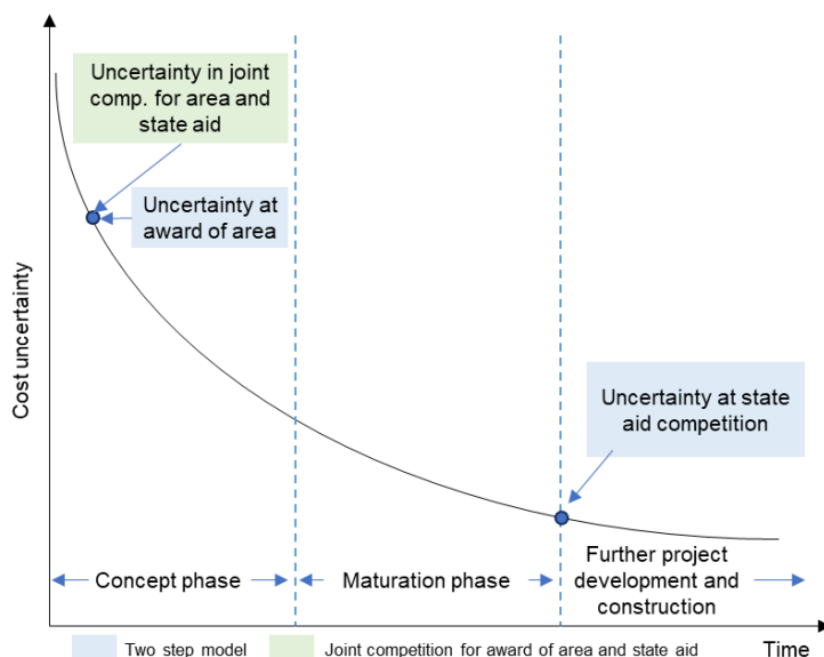 Uncertainty in joint
comp. for area and
state aid
Uncertainty at
award of area
Cost uncertainty
Uncertainty at state
aid competition
Concept phase
Maturation phase
Further project
development and
construction
Two step model
Joint competition for award of area and state aid
Time